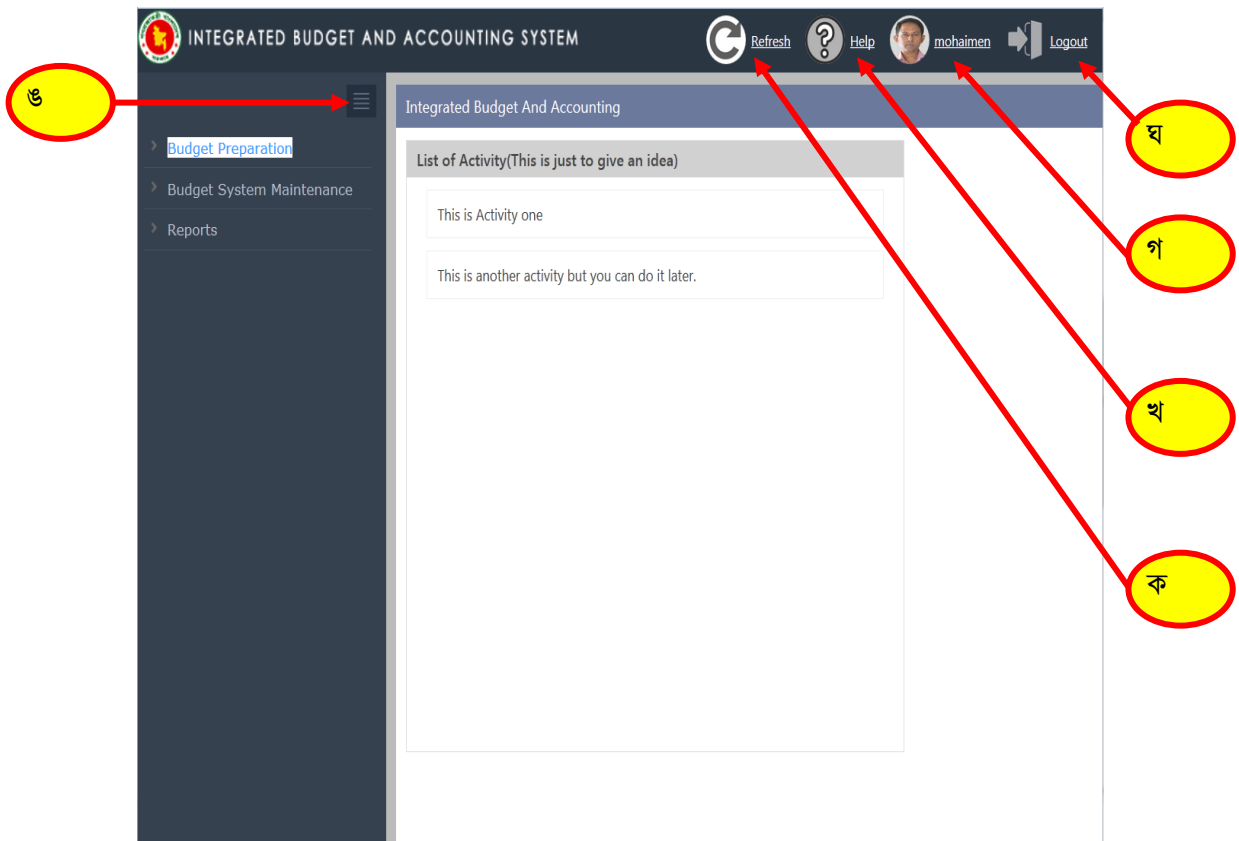 INTEGRATED BUDGET AND ACCOUNTING SYSTEM
Refresh
Help
mohaimen
Logout
ঙ
Integrated Budget And Accounting
ঘ
Budget Preparation
List of Activity(This is just to give an idea)
Budget System Maintenance
This is Activity one
Reports
গ
This is another activity but you can do it later.
খ
ক